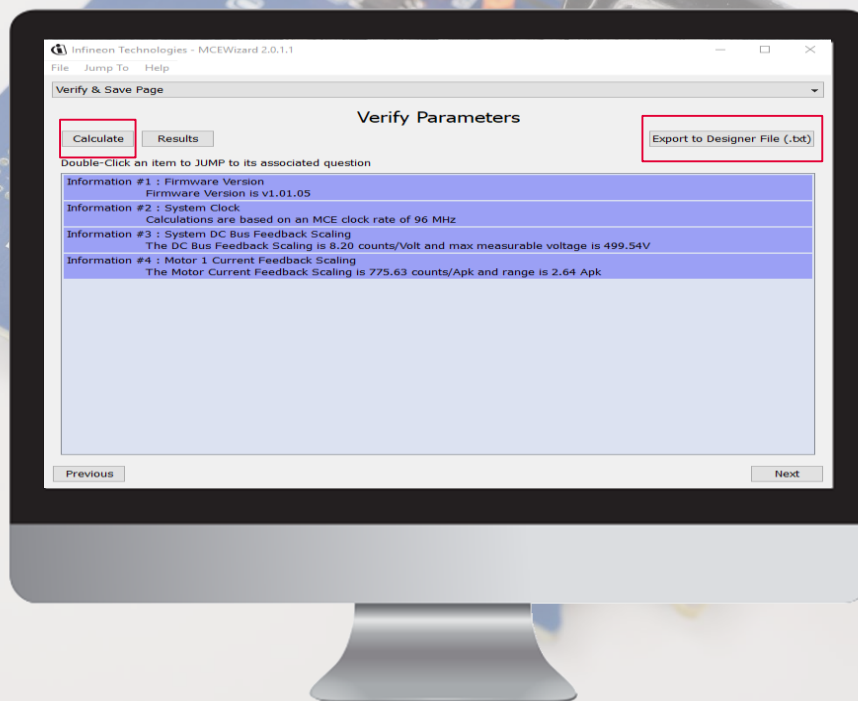 Infineon Technologies - MCEWizard 2.0.1.1
File Jump To Help
Verify & Save Page
Verify Parameters
Calculate Results Export to Designer File (.txt)
Double-Click an item to JUMP to its associated question
Information #1 : Firmware Version
Firmware Version is v1.01.05
Information #2 : System Clock
Calculations are based on an MCE clock rate of 96 MHz
Information #3 : System DC Bus Feedback Scaling
The DC Bus Feedback Scaling is 8.20 counts/Volt and max measurable voltage is 499.54V
Information #4 : Motor 1 Current Feedback Scaling
The Motor Current Feedback Scaling is 775.63 counts/Apk and range is 2.64 Apk
Previous Next